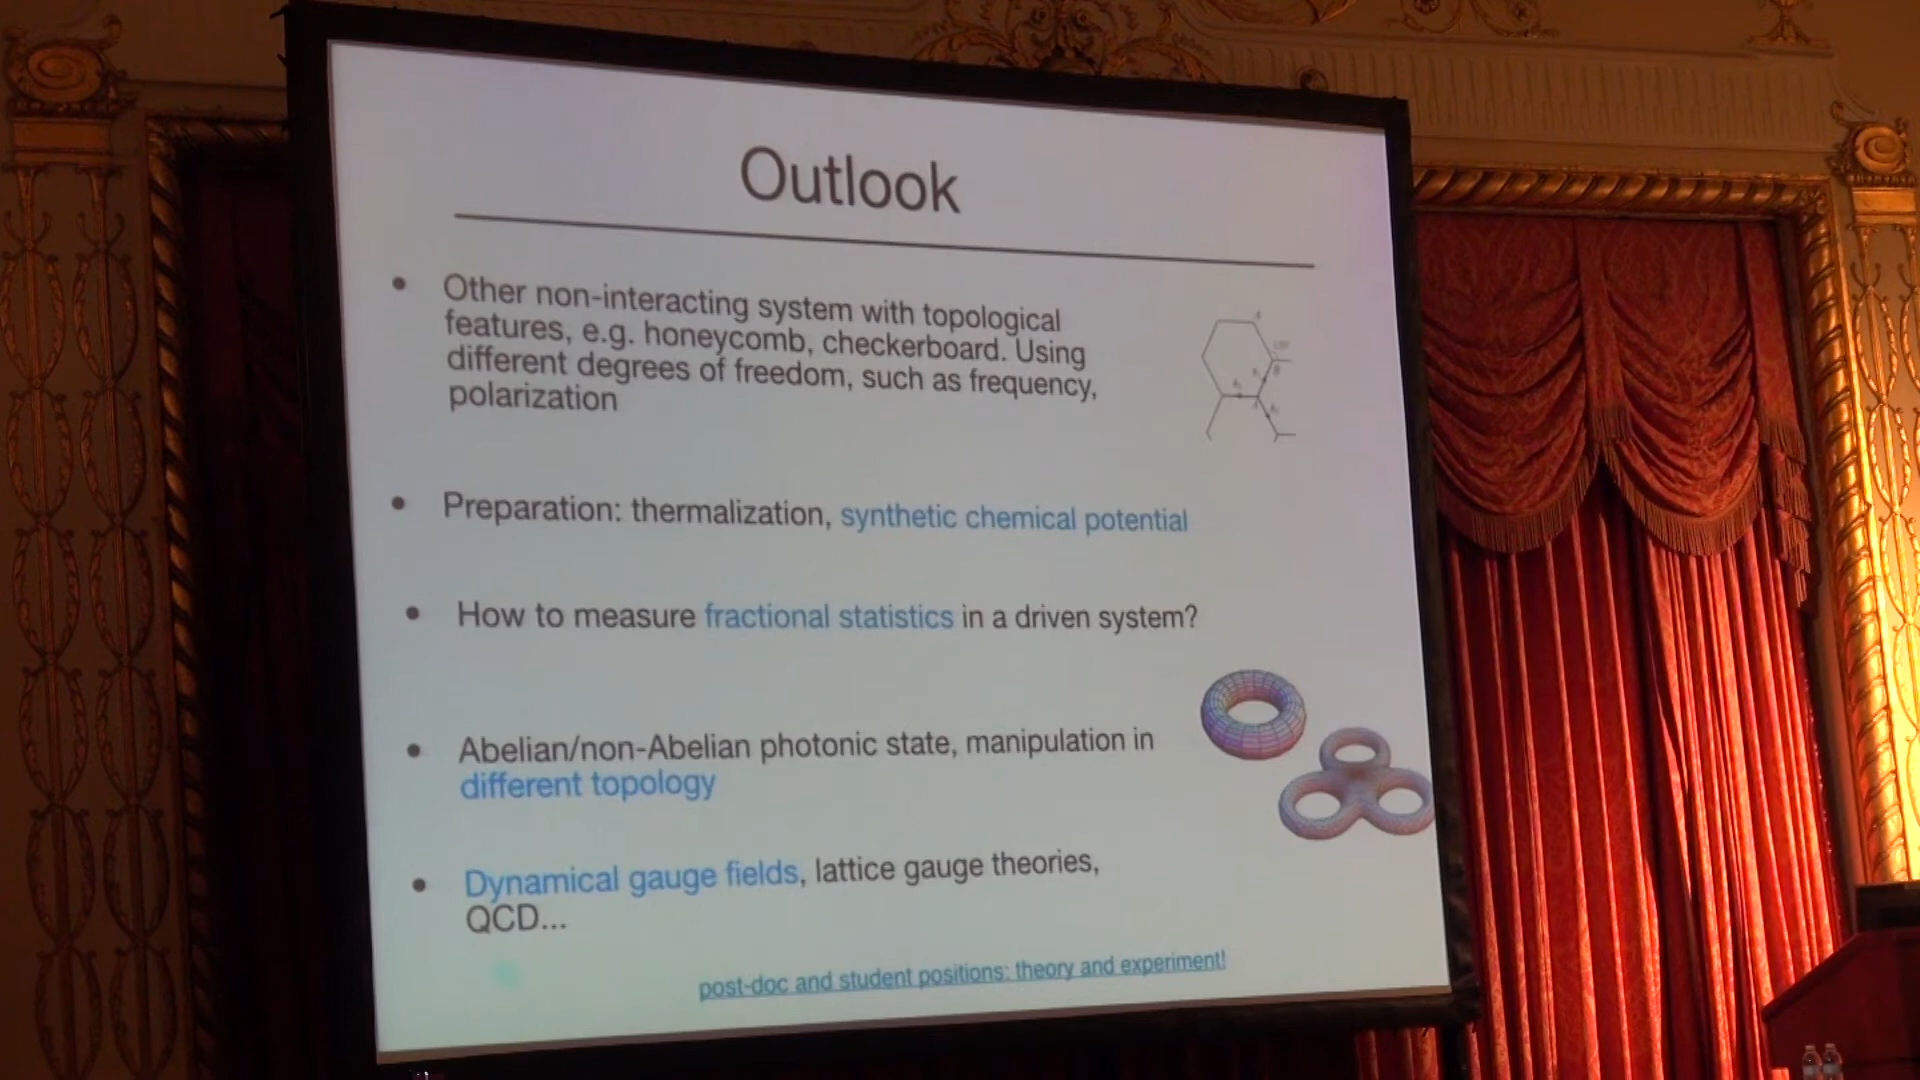 Outlook
• Other non-interacting system with topological
features, e.g. honeycomb, checkerboard. Using
different degrees of freedom, such as frequency,
polarization
• Preparation: thermalization, synthetic chemical potential
• How to measure fractional statistics in a driven system?
• Abelian/non-Abelian photonic state, manipulation in
different topology
• Dynamical gauge fields, lattice gauge theories,
QCD...
post-doc and student positions: theory and experiment!